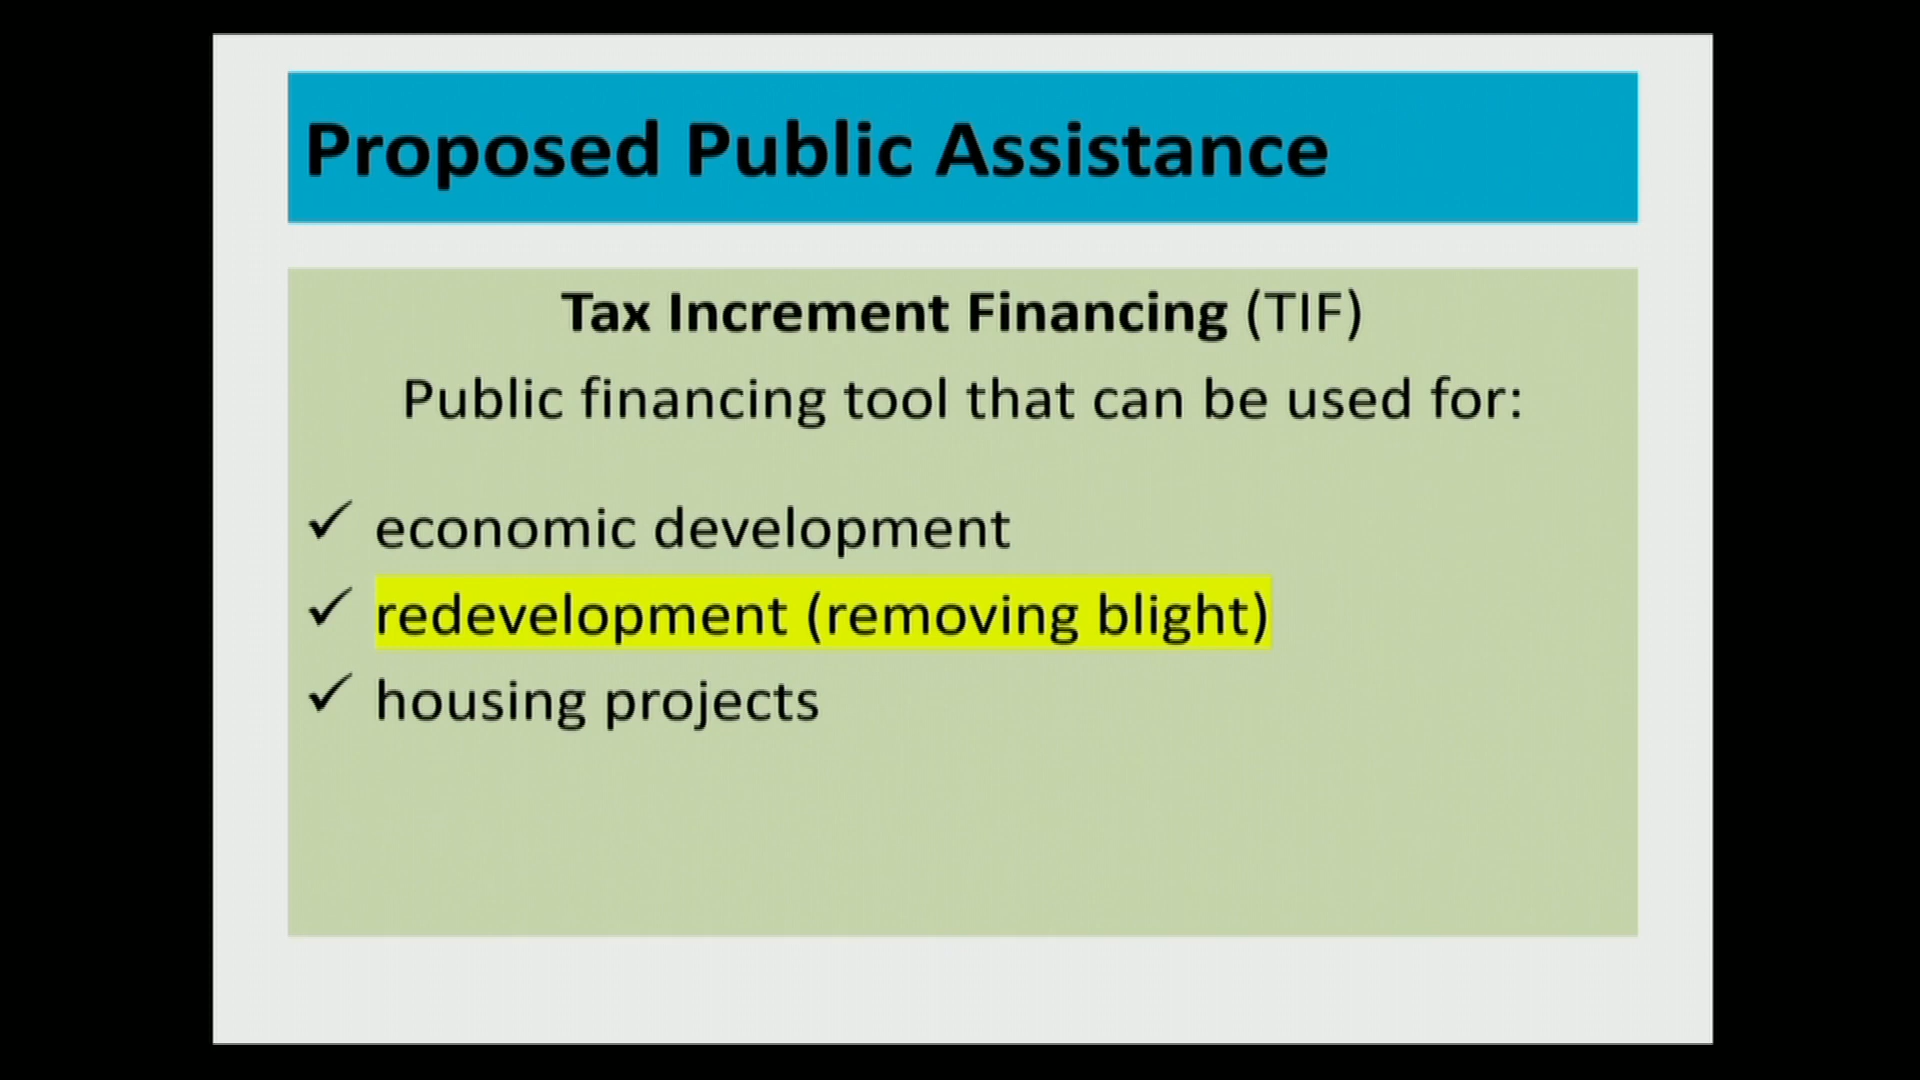 Proposed Public Assistance
Tax Increment Financing (TIF)
Public financing tool that can be used for:
✓ economic development
✓ redevelopment (removing blight)
✓ housing projects